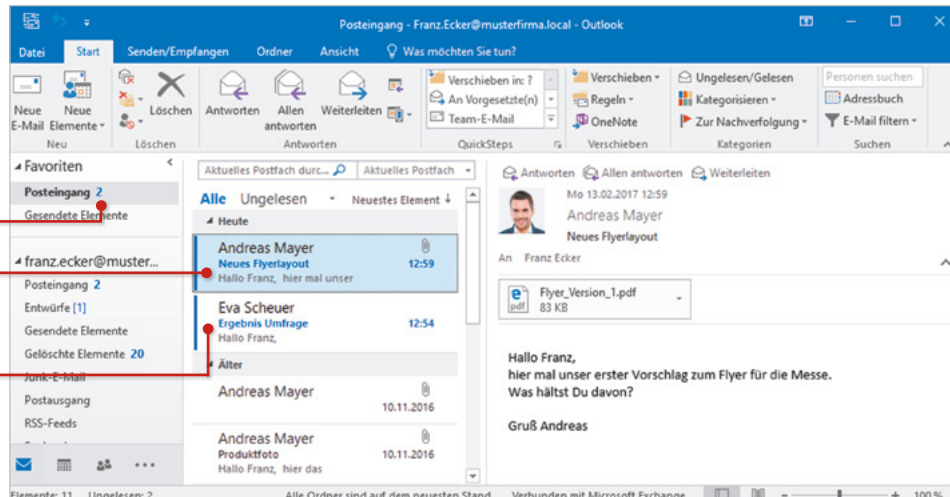 Posteingang - Franz.Ecker@musterfirma.local - Outlook
Datei Start Senden/Empfangen Ordner Ansicht Was möchten Sie tun?
Neue E-Mail
Neue Elemente
Neu
Löschen
Löschen
Antworten
Allen antworten
Weiterleiten
Antworten
Verschieben in: ?
An Vorgesetzte(n)
Team-E-Mail
QuickSteps
Verschieben
Regeln
OneNote
Verschieben
Ungelesen/Gelesen
Kategorisieren
Zur Nachverfolgung
Kategorien
Personen suchen
Adressbuch
E-Mail filtern
Suchen
Favoriten
Posteingang 2
Gesendete Elemente
franz.ecker@muster...
Posteingang 2
Entwürfe [1]
Gesendete Elemente
Gelöschte Elemente 20
Junk-E-Mail
Postausgang
RSS-Feeds
Aktuelles Postfach durc... Aktuelles Postfach
Alle Ungelesen Neuestes Element ↓
Heute
Andreas Mayer
Neues Flyerlayout 12:59
Hallo Franz, hier mal unser
Eva Scheuer
Ergebnis Umfrage 12:54
Hallo Franz,
Älter
Andreas Mayer
10.11.2016
Andreas Mayer
Produktfoto 10.11.2016
Hallo Franz, hier das
Antworten Allen antworten Weiterleiten
Mo 13.02.2017 12:59
Andreas Mayer
Neues Flyerlayout
An Franz Ecker
pdf
Flyer_Version_1.pdf
83 KB
Hallo Franz,
hier mal unser erster Vorschlag zum Flyer für die Messe.
Was hältst Du davon?
Gruß Andreas
Elemente: 11 Ungelesen: 2 Alle Ordner sind auf dem neuesten Stand. Verbunden mit Microsoft Exchange 100 %